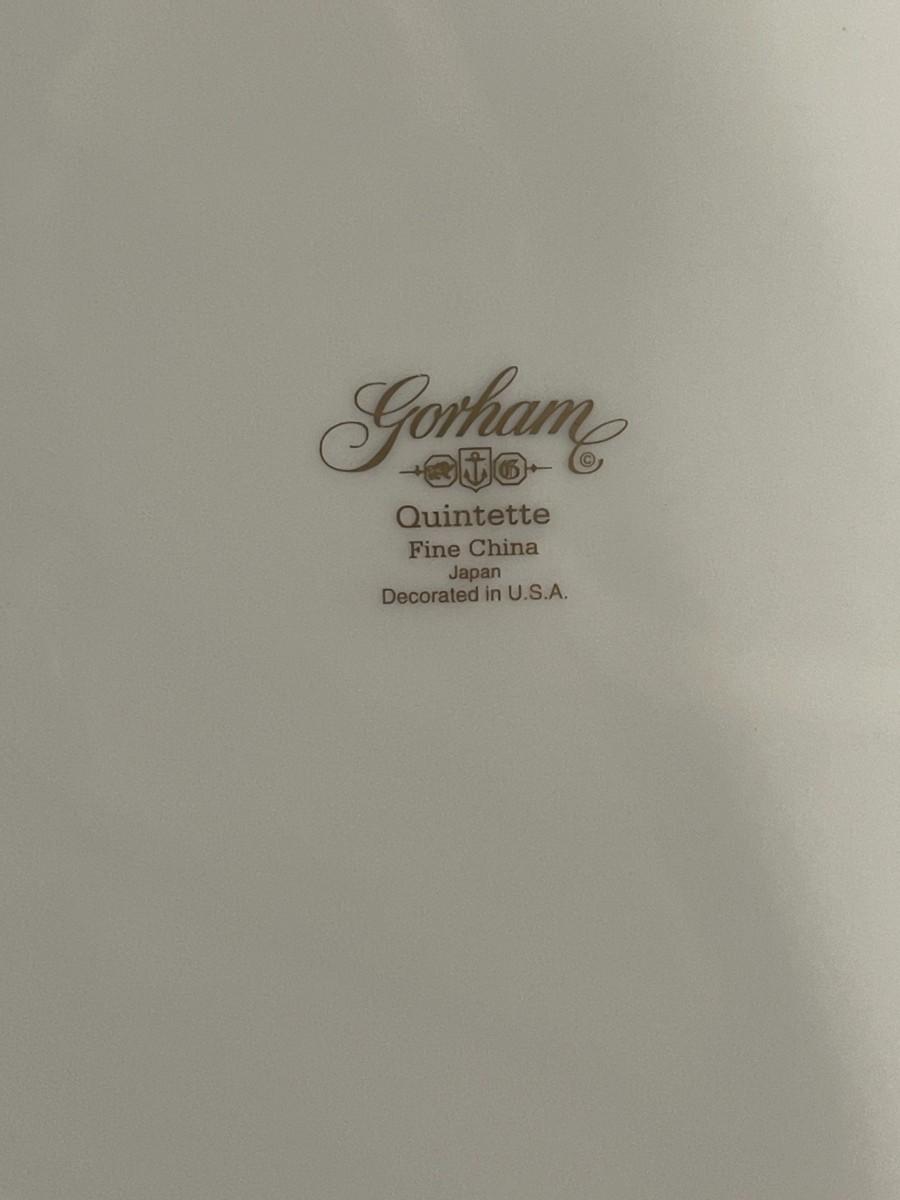 Gorham
©
G
Quintette
Fine China
Japan
Decorated in U.S.A.